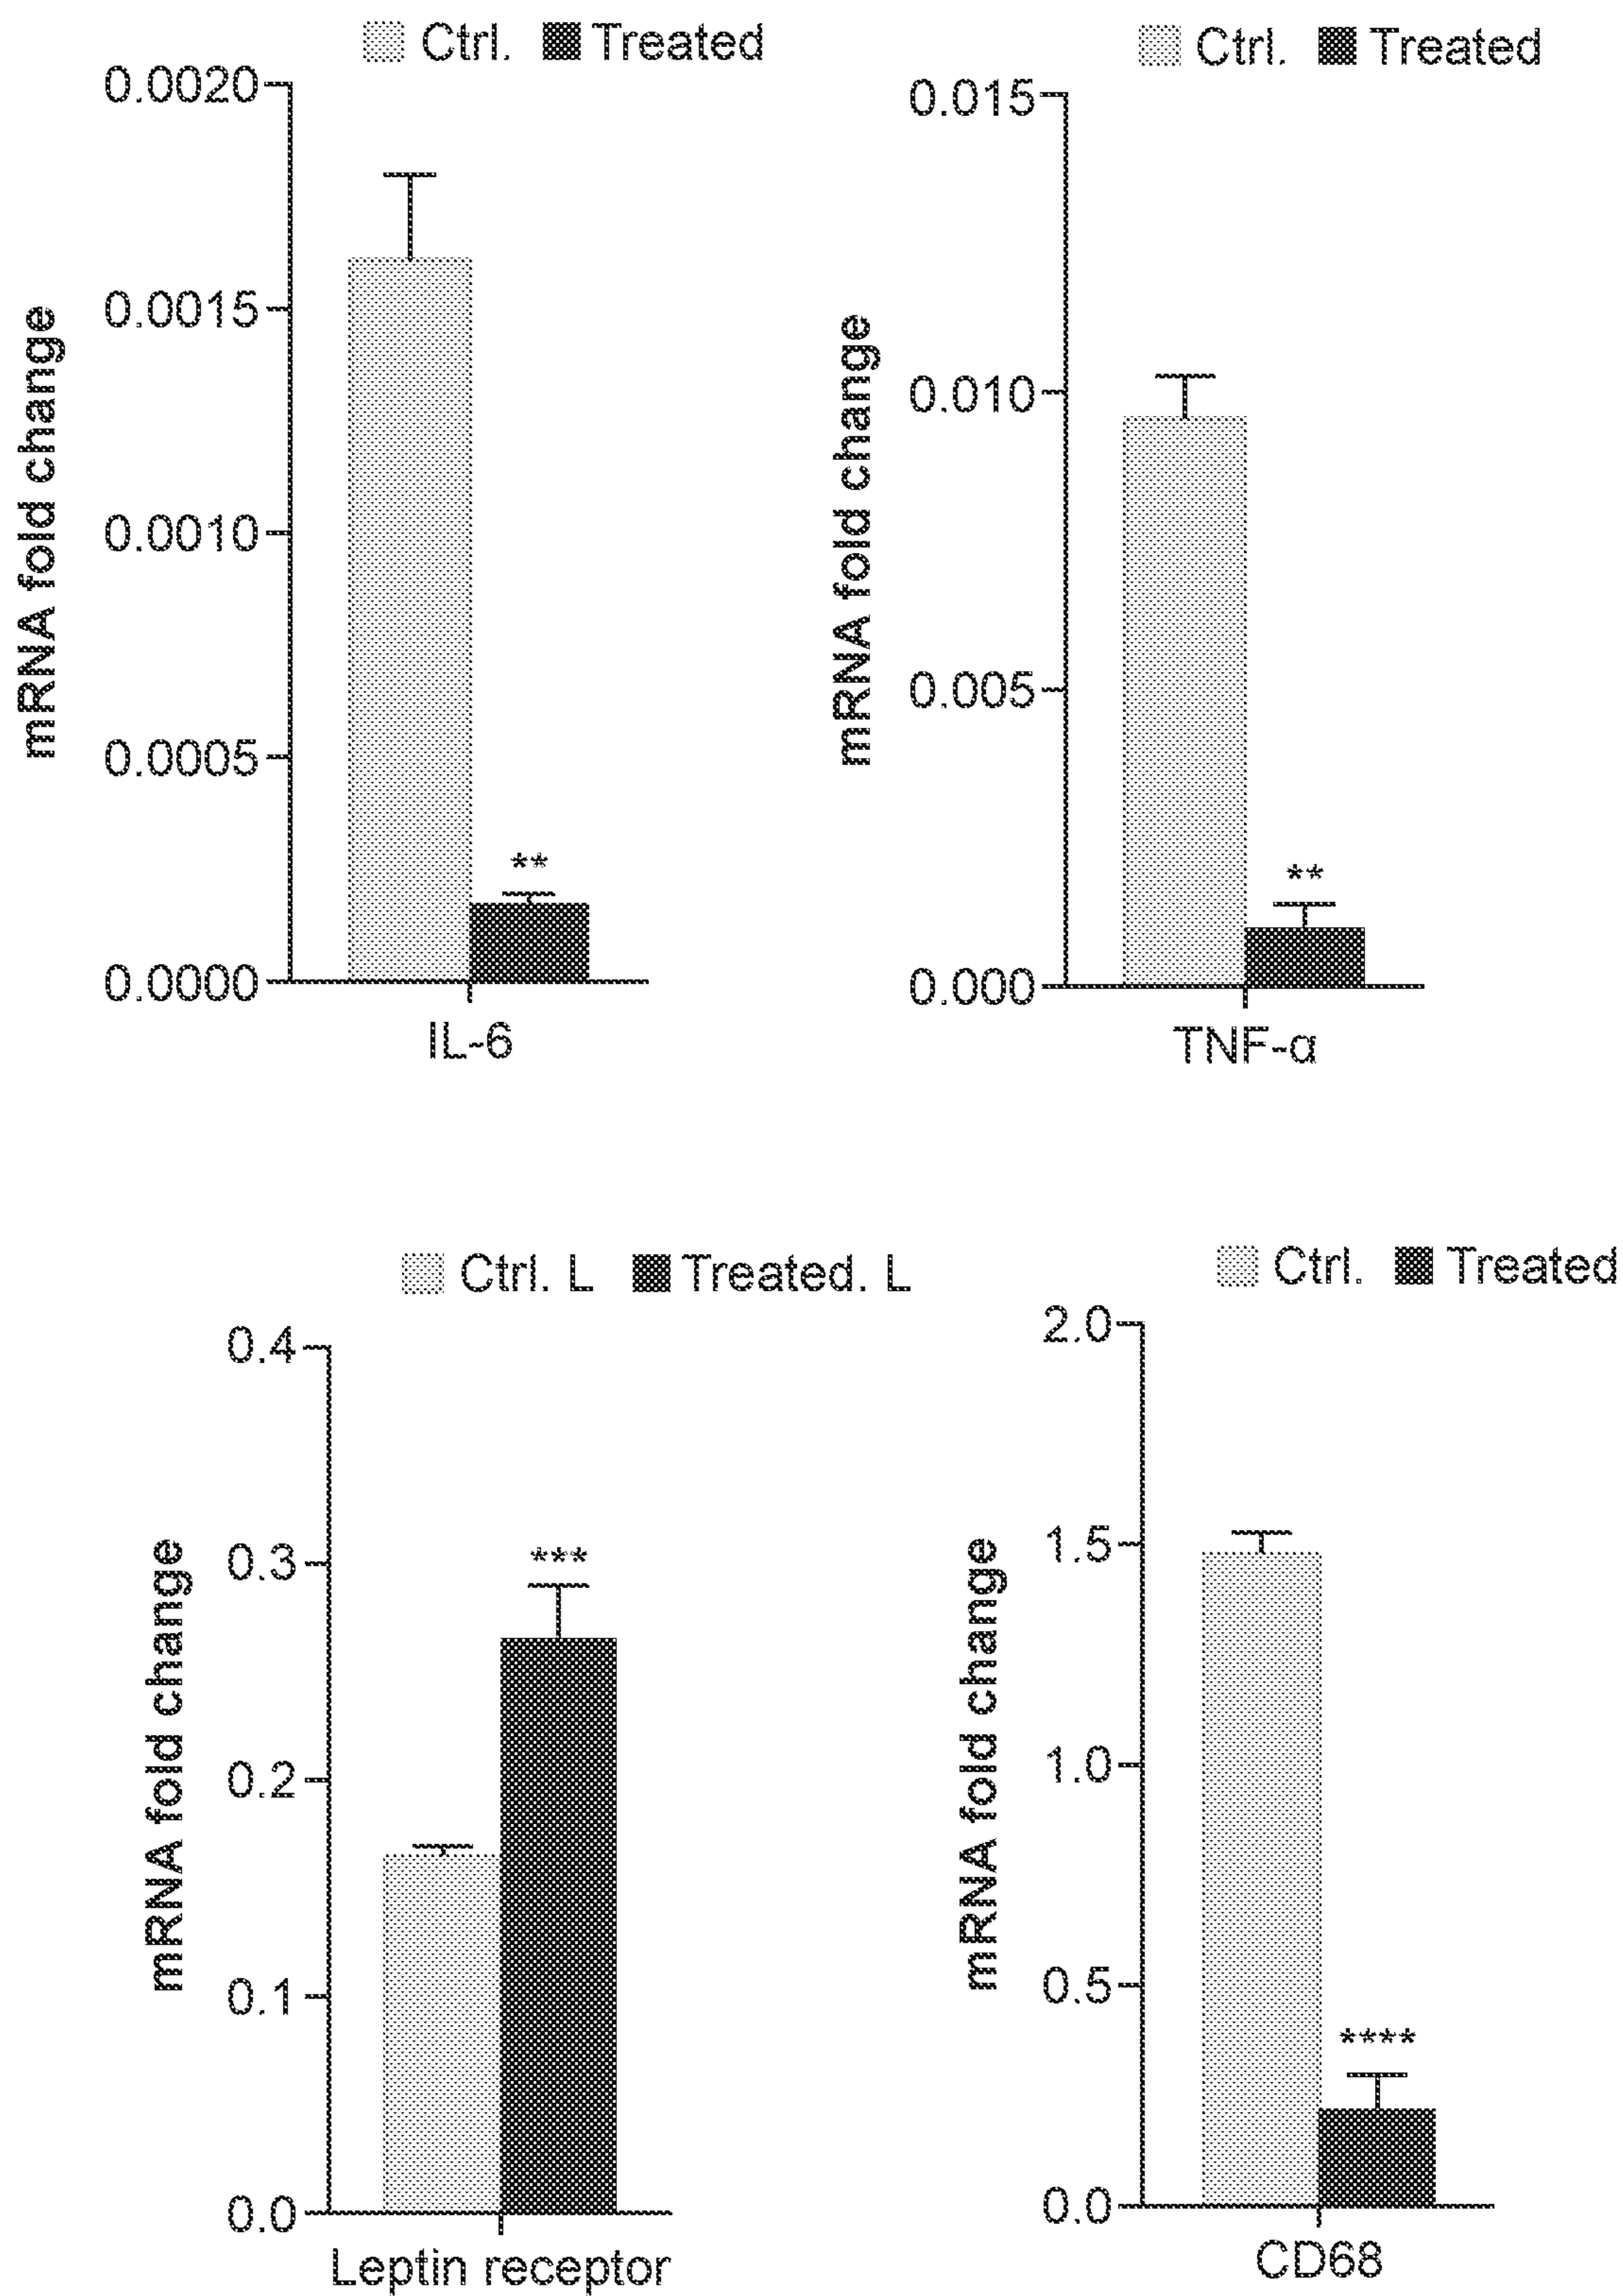 Ctrl. Treated
0.0020
0.0015
0.0010
0.0005
0.0000
mRNA fold change
**
IL-6
Ctrl. Treated
0.015
0.010
0.005
0.000
mRNA fold change
**
TNF-α
Ctrl. L Treated. L
0.4
0.3
0.2
0.1
0.0
mRNA fold change
***
Leptin receptor
Ctrl. Treated
2.0
1.5
1.0
0.5
0.0
mRNA fold change
****
CD68